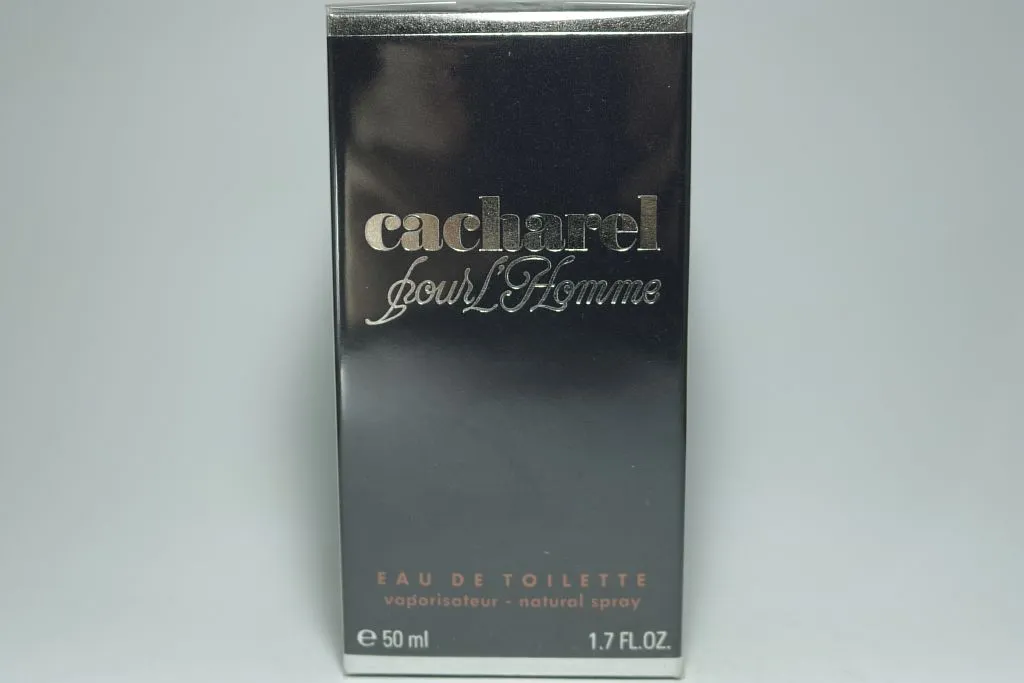 cacharel
pour L'Homme
EAU DE TOILETTE
vaporisateur - natural spray
℮ 50 ml 1.7 FL.OZ.